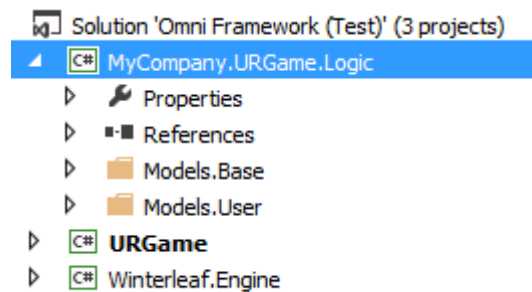 Solution 'Omni Framework (Test)' (3 projects)
C# MyCompany.URGame.Logic
Properties
References
Models.Base
Models.User
C# URGame
C# Winterleaf.Engine